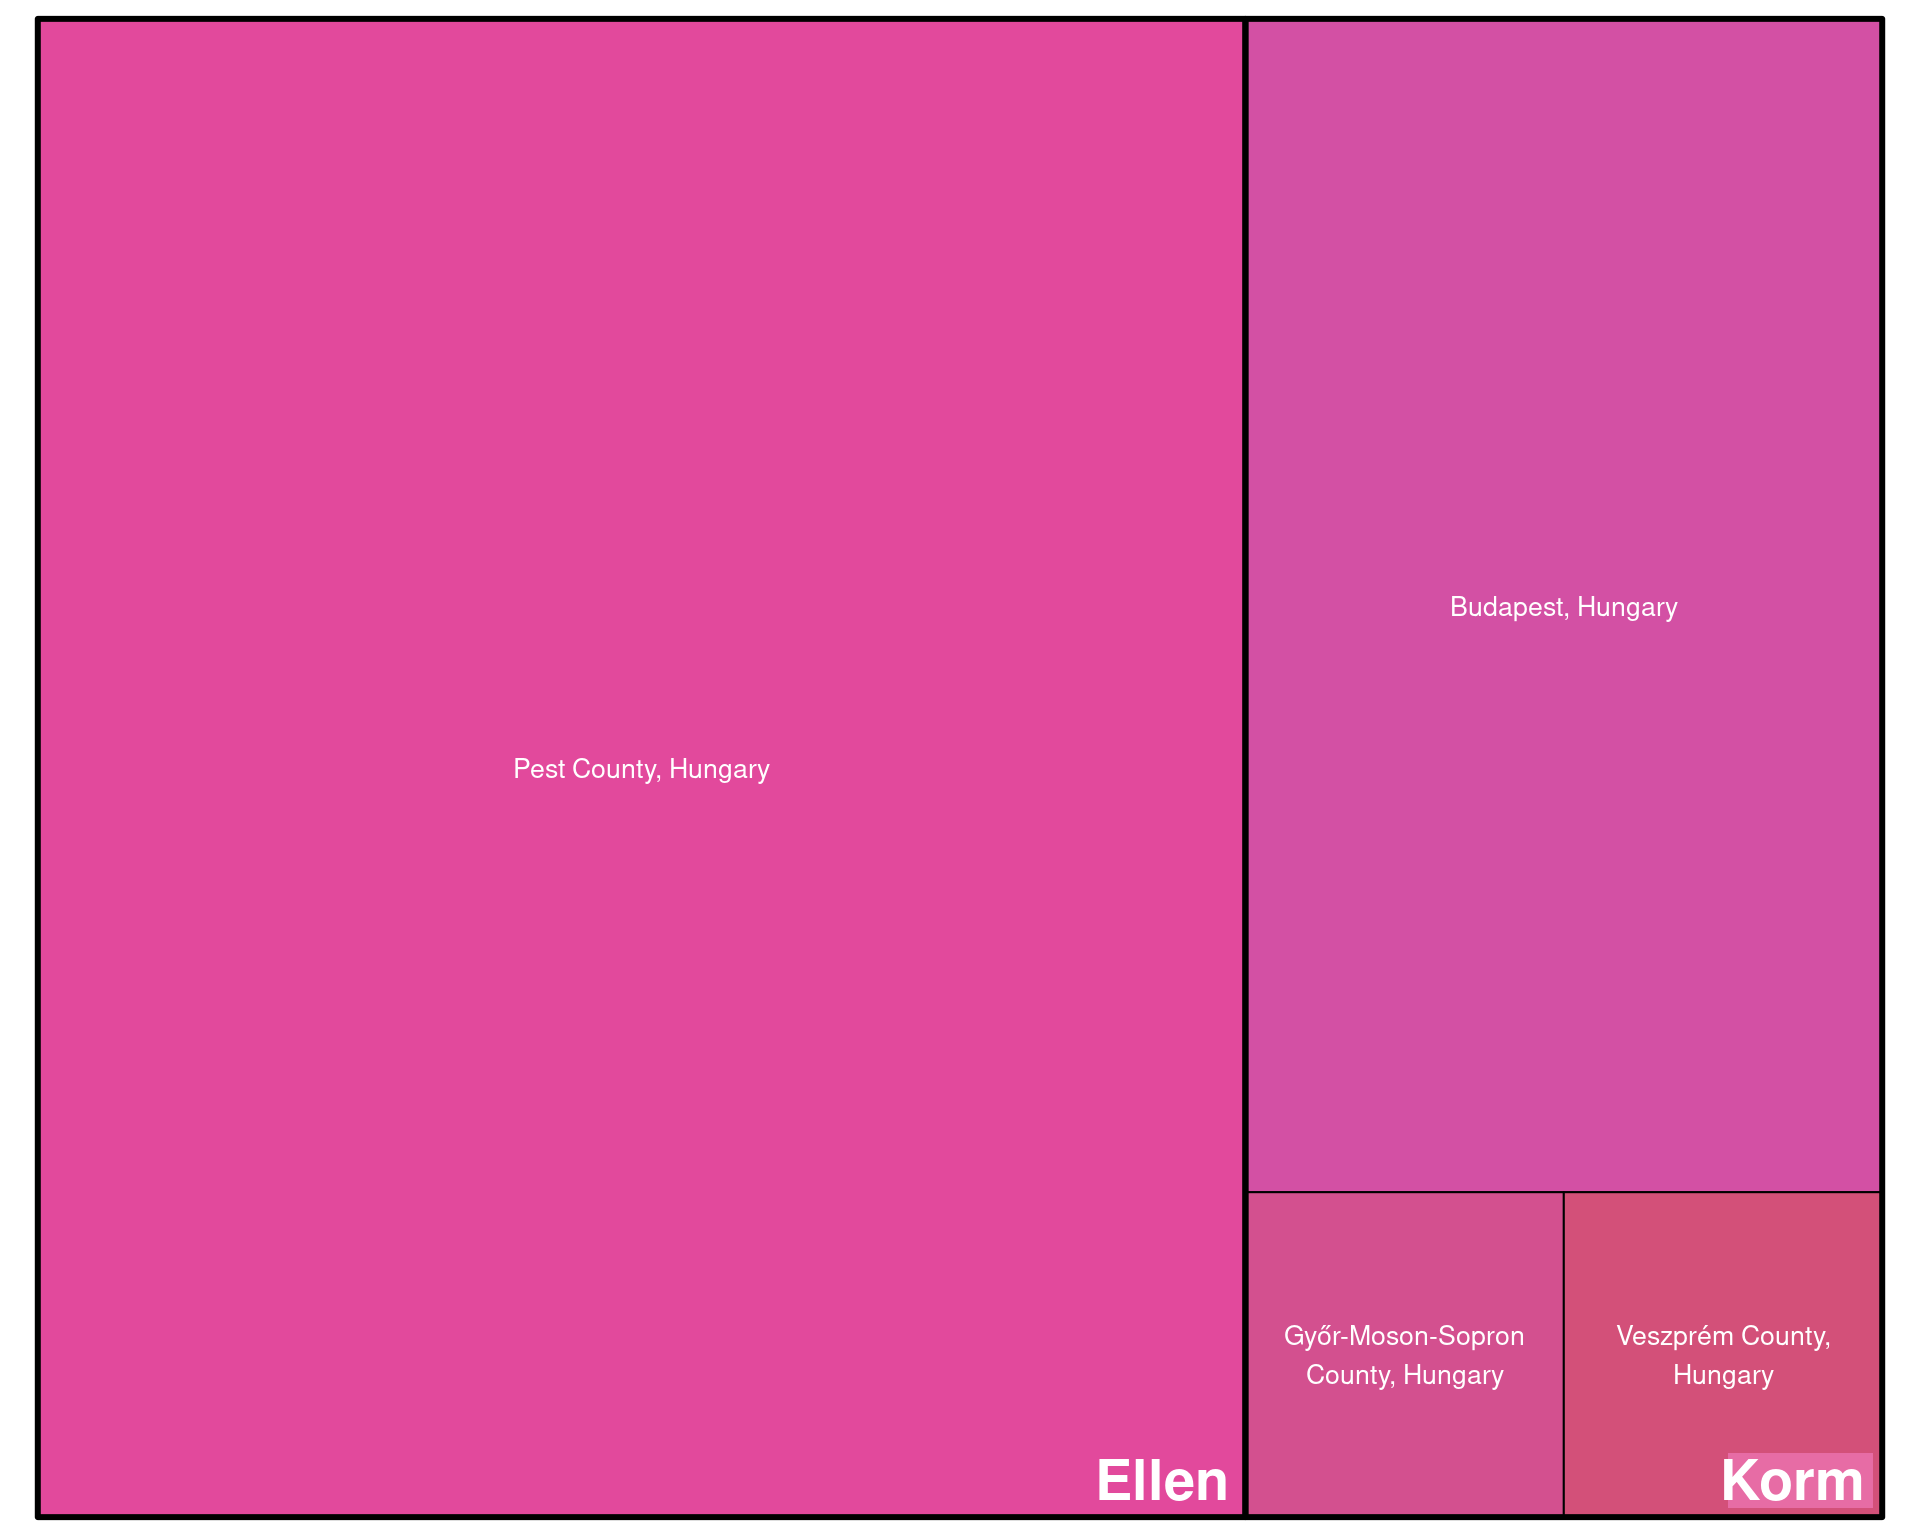 Budapest, Hungary
Pest County, Hungary
Győr-Moson-Sopron
County, Hungary
Veszprém County,
Hungary
Ellen
Korm